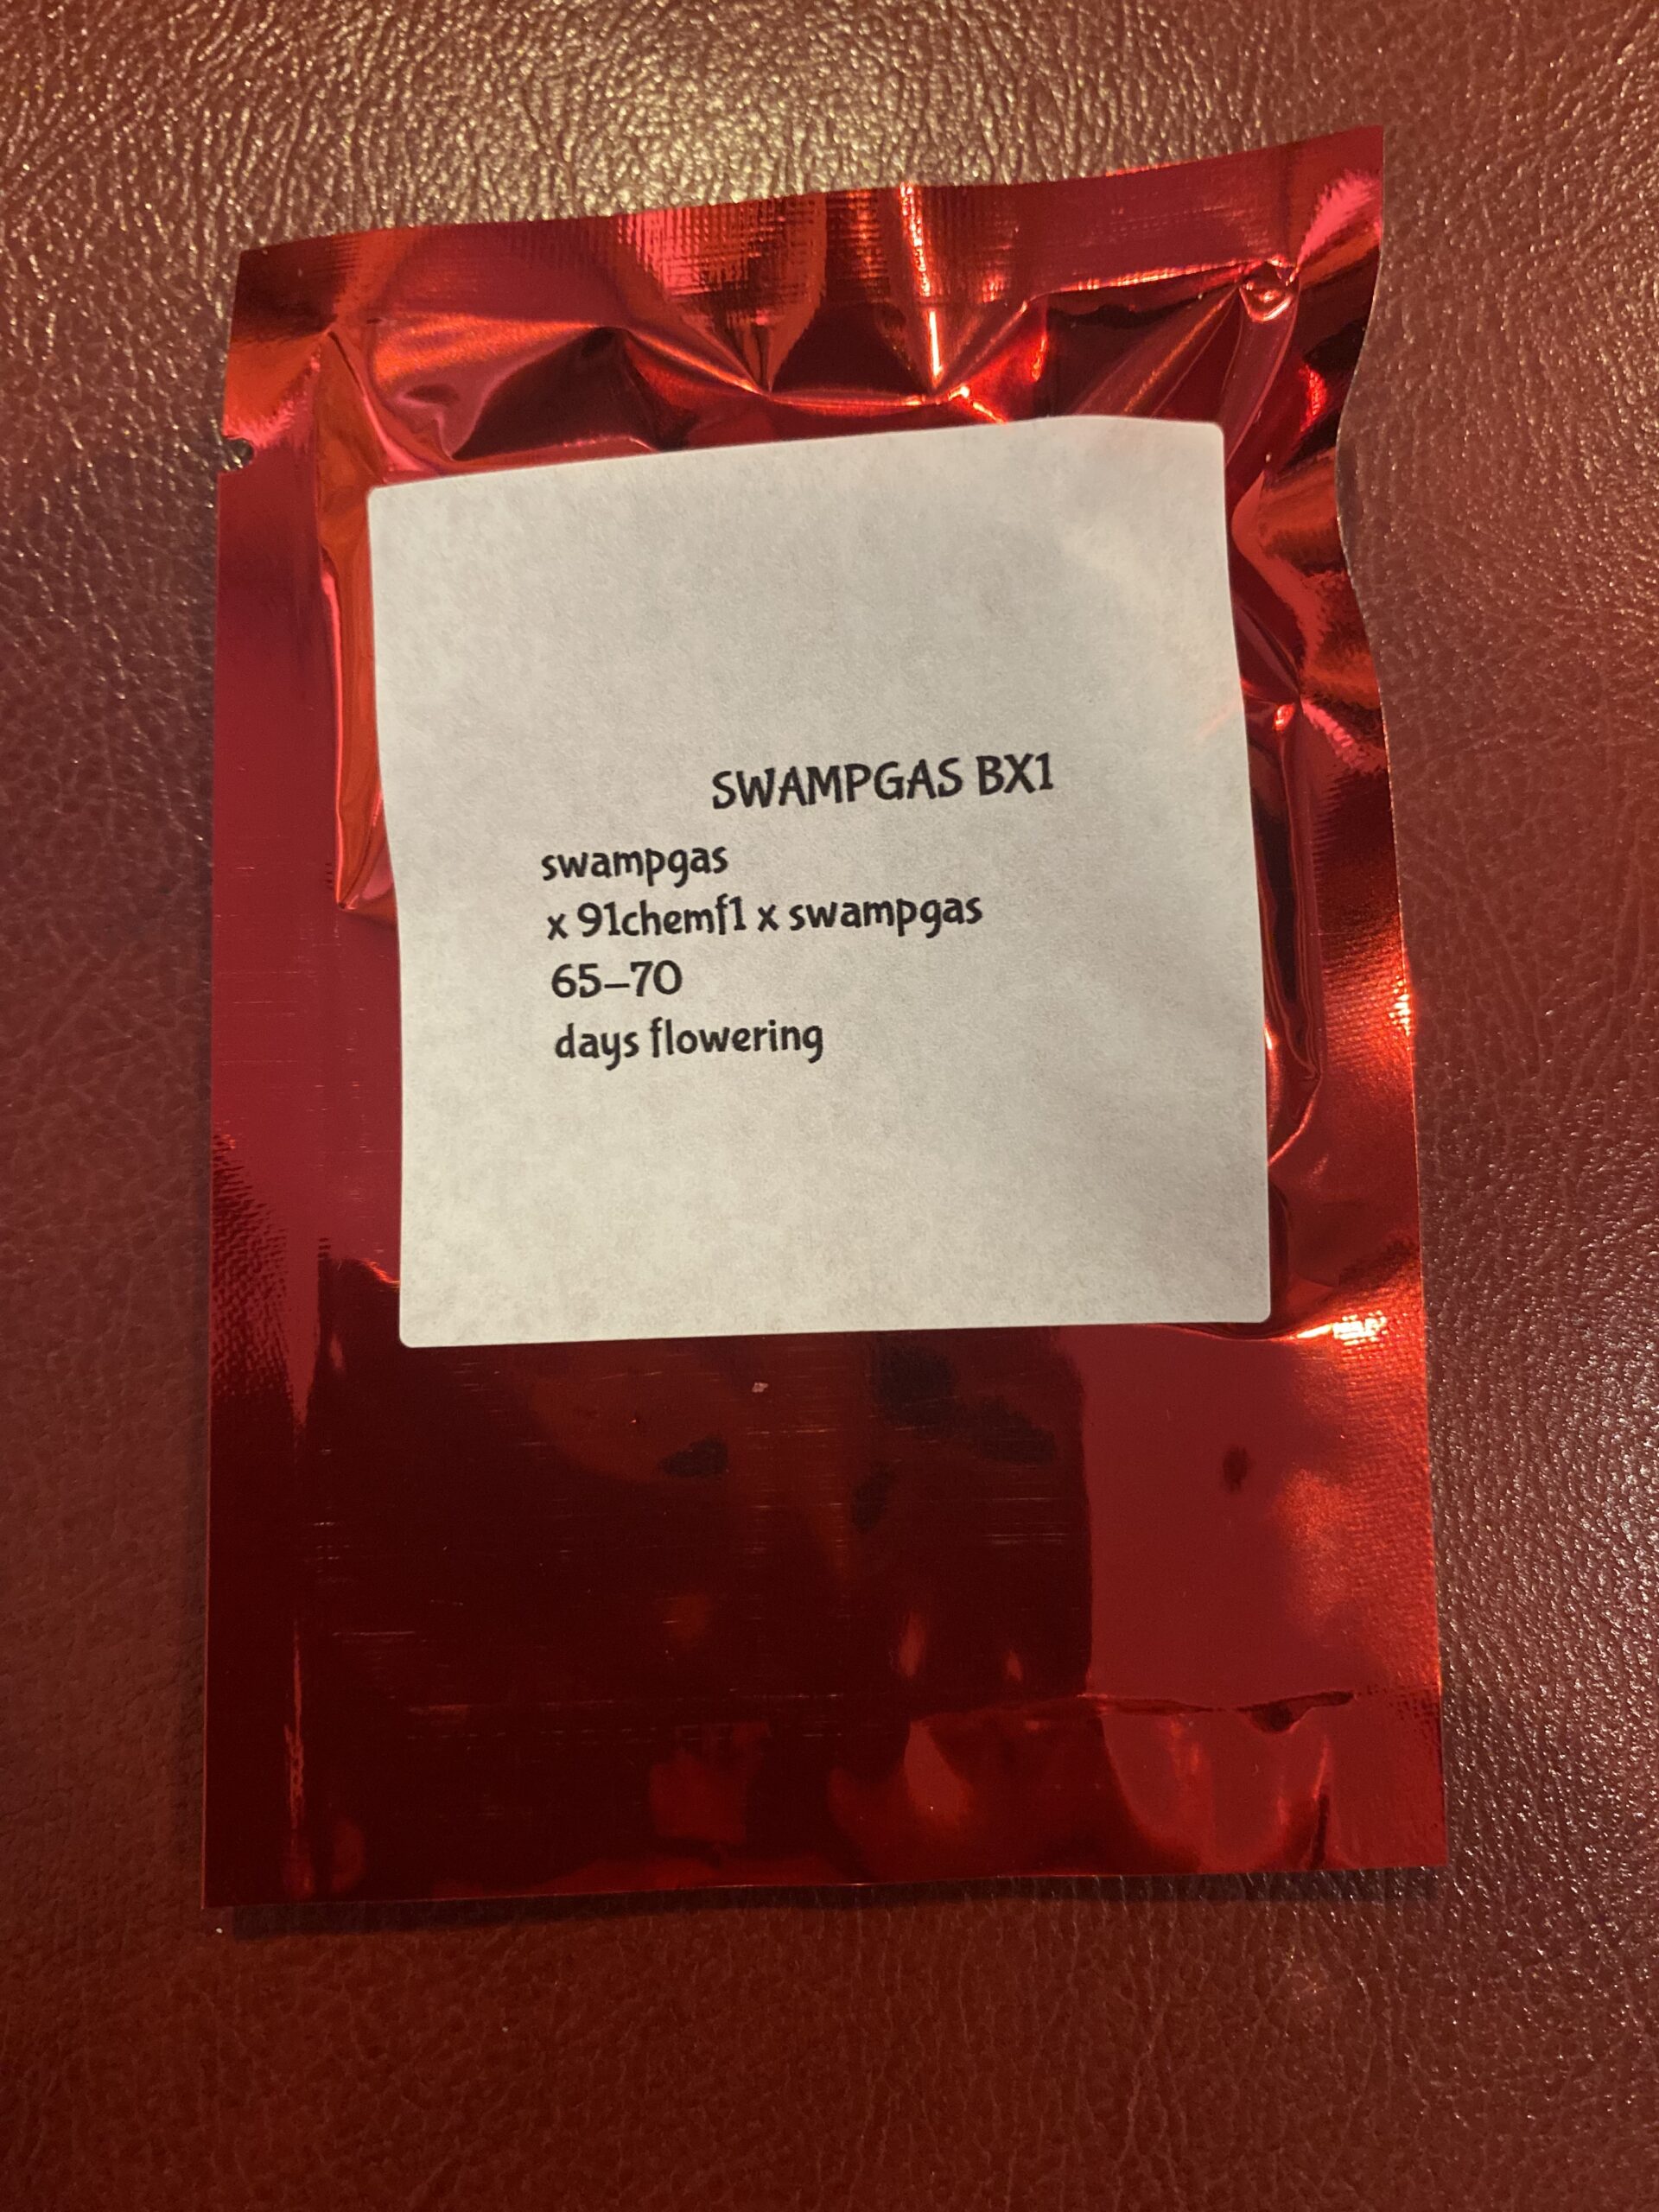 SWAMPGAS BX1
swampgas
x 91chemf1 x swampgas
65–70
days flowering